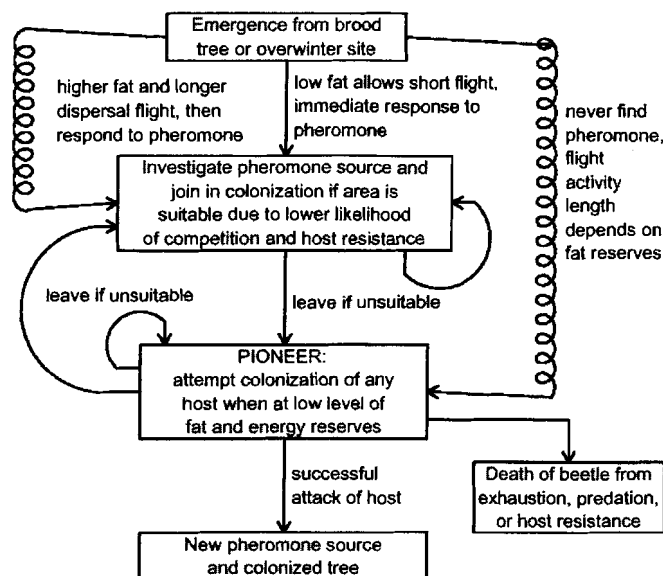 Emergence from brood
tree or overwinter site
higher fat and longer
dispersal flight, then
respond to pheromone
low fat allows short flight,
immediate response to
pheromone
never find
pheromone,
flight
activity
length
depends on
fat reserves
Investigate pheromone source and
join in colonization if area is
suitable due to lower likelihood
of competition and host resistance
leave if unsuitable
leave if unsuitable
PIONEER:
attempt colonization of any
host when at low level of
fat and energy reserves
successful
attack of host
Death of beetle from
exhaustion, predation,
or host resistance
New pheromone source
and colonized tree